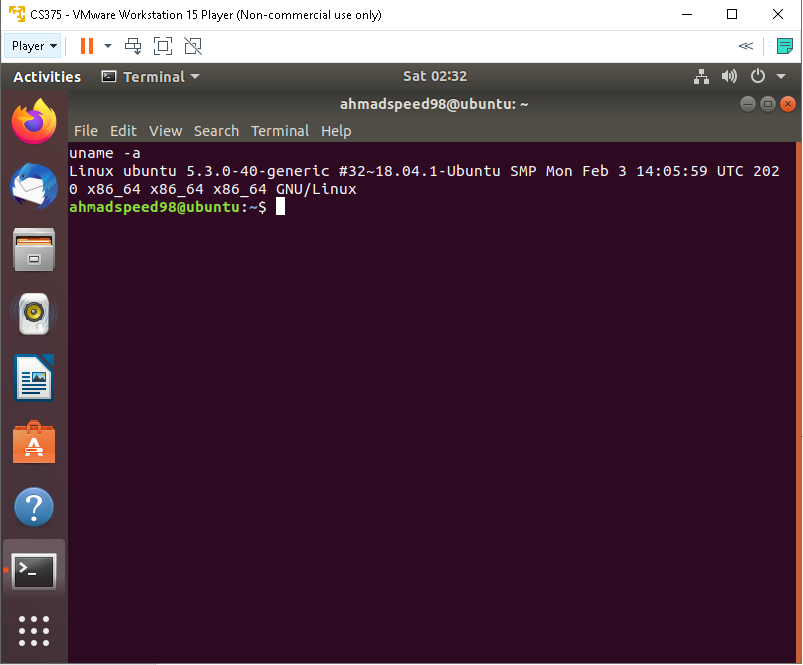 CS375 - VMware Workstation 15 Player (Non-commercial use only)
Player
Activities
Terminal
Sat 02:32
ahmadspeed98@ubuntu: ~
File Edit View Search Terminal Help
uname -a
Linux ubuntu 5.3.0-40-generic #32~18.04.1-Ubuntu SMP Mon Feb 3 14:05:59 UTC 202
0 x86_64 x86_64 x86_64 GNU/Linux
ahmadspeed98@ubuntu:~$